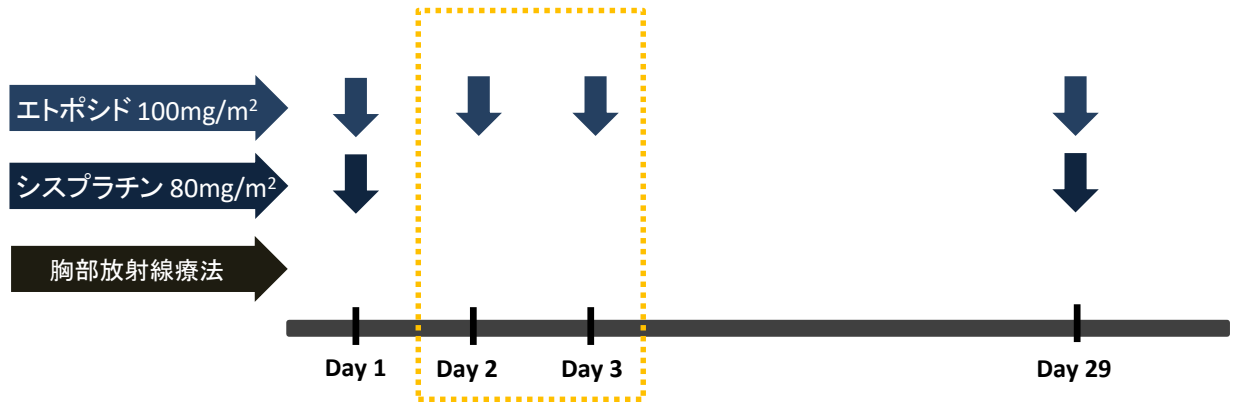 エトポシド 100mg/m²
シスプラチン 80mg/m²
胸部放射線療法
Day 1
Day 2
Day 3
Day 29